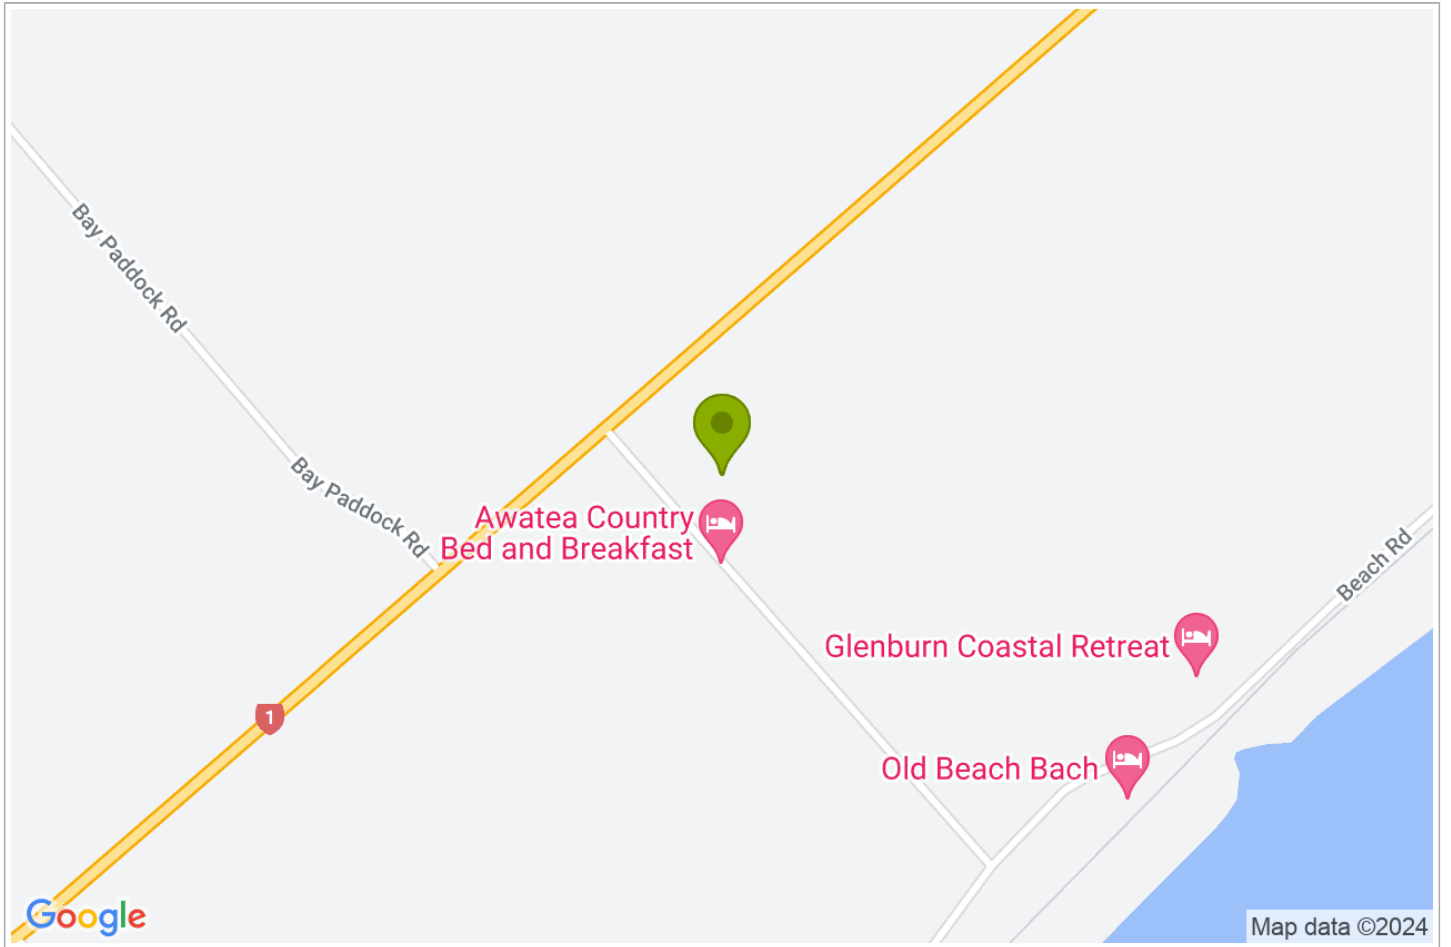 Bay Paddock Rd
Bay Paddock Rd
Awatea Country
Bed and Breakfast
Beach Rd
Glenburn Coastal Retreat
1
Old Beach Bach
Google
Map data ©2024